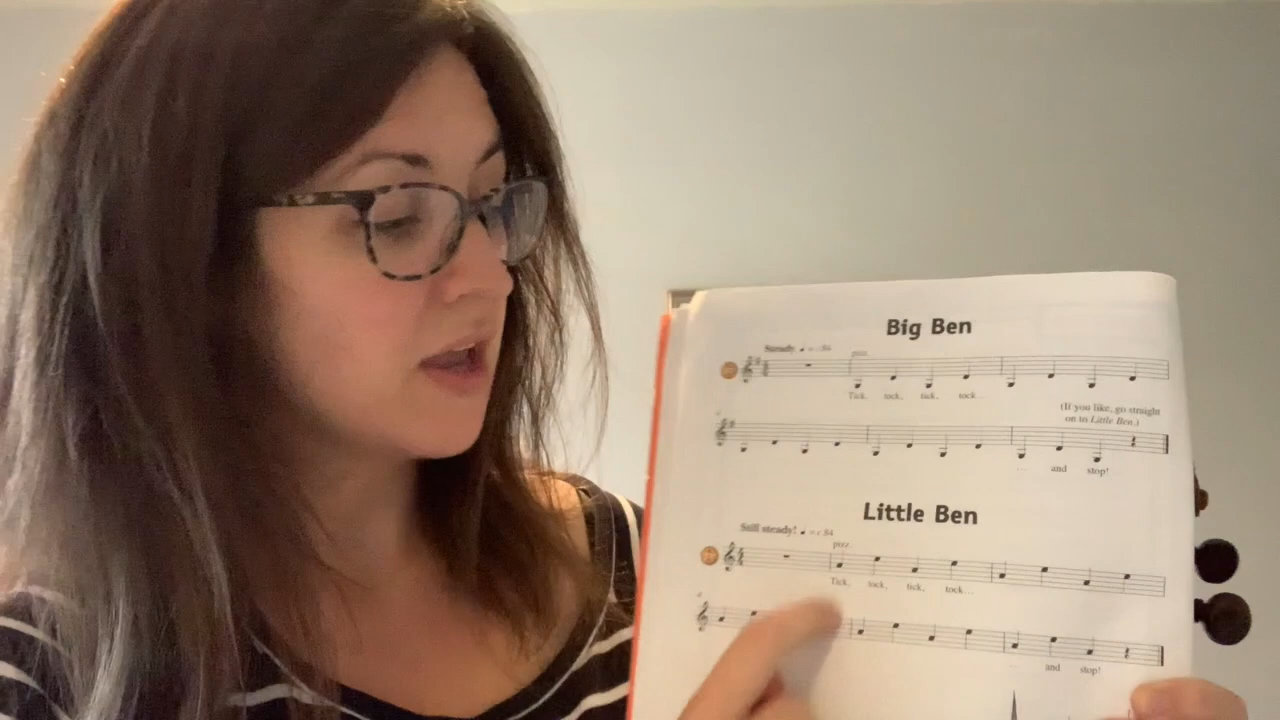 Big Ben
Steady ♩ = c.84
pizz.
Tick, tock, tick, tock...
(If you like, go straight
on to Little Ben.)
... and stop!
Little Ben
Still steady! ♩ = c.84
pizz.
Tick, tock, tick, tock...
... and stop!